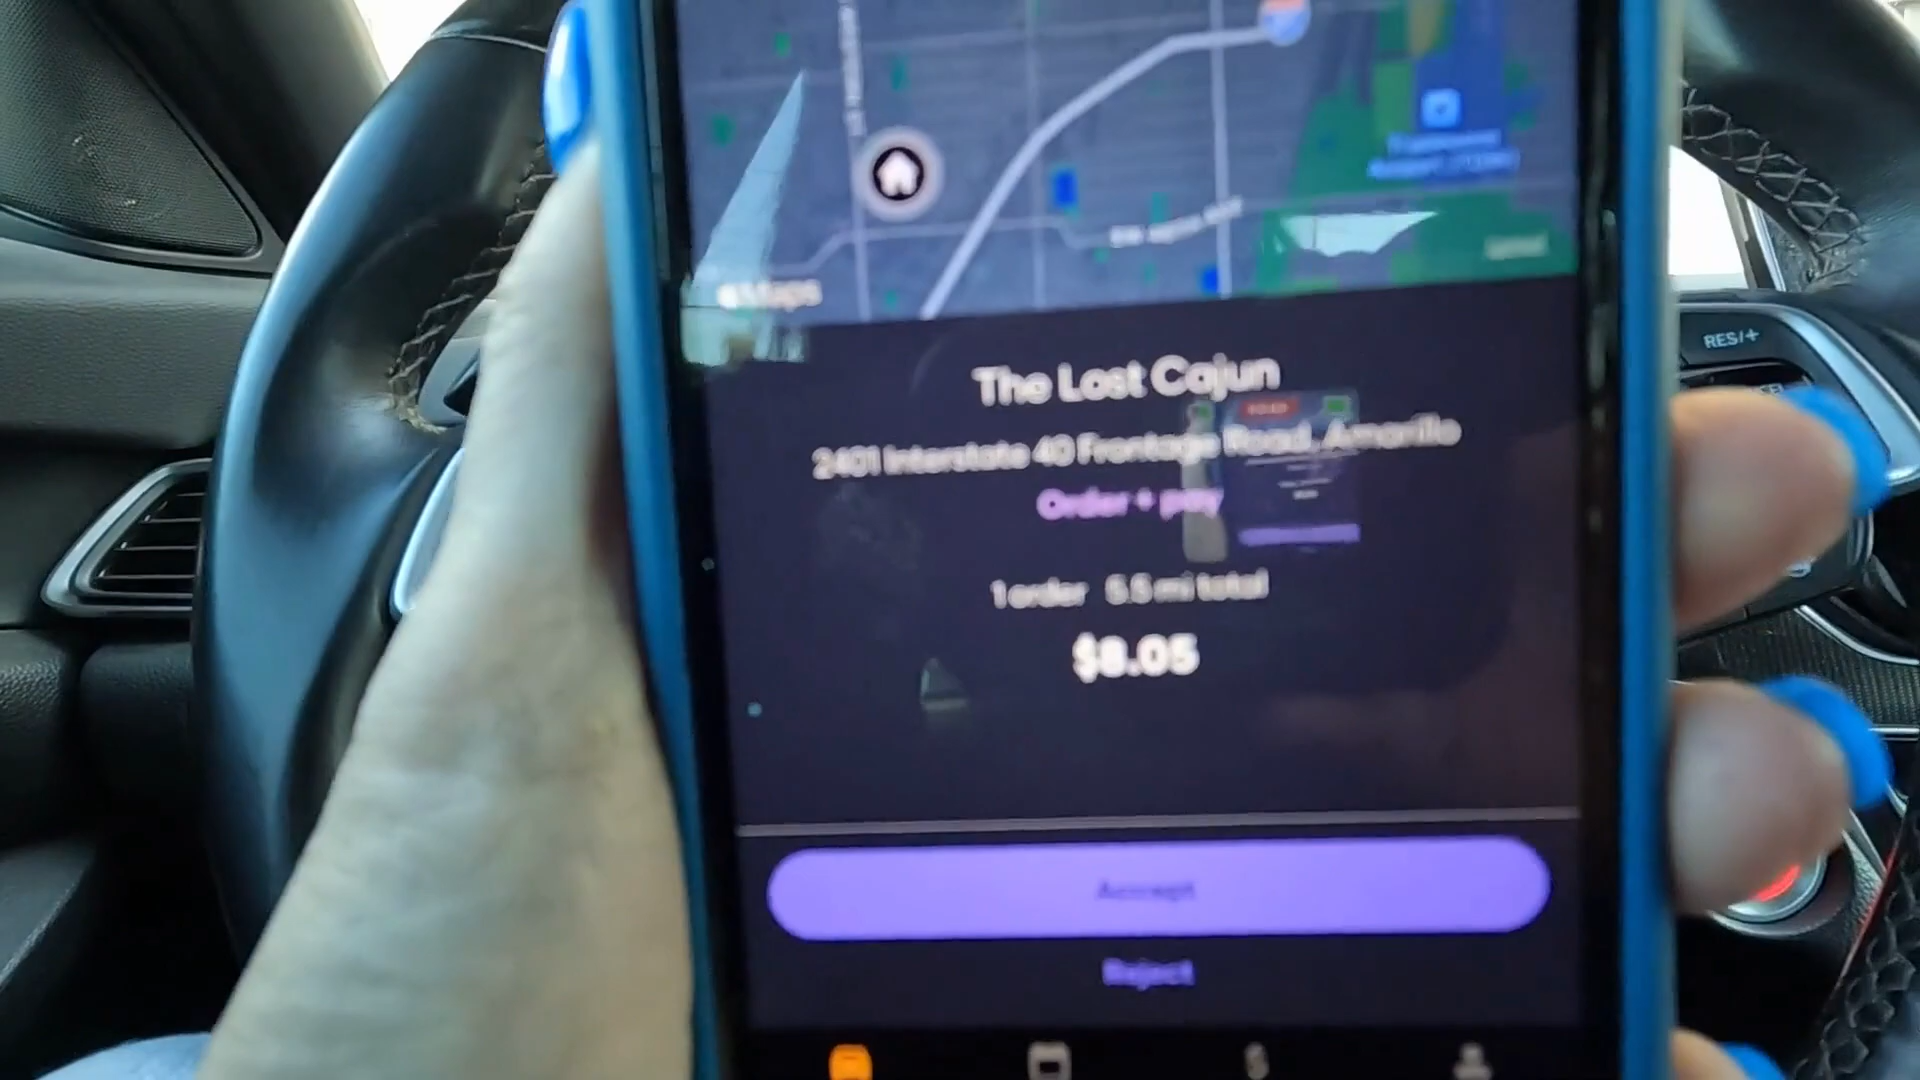 Maps
The Lost Cajun
2401 Interstate 40 Frontage Road, Amarillo
Order + pay
1 order 5.5 mi total
$8.05
Accept
Reject
RES/+